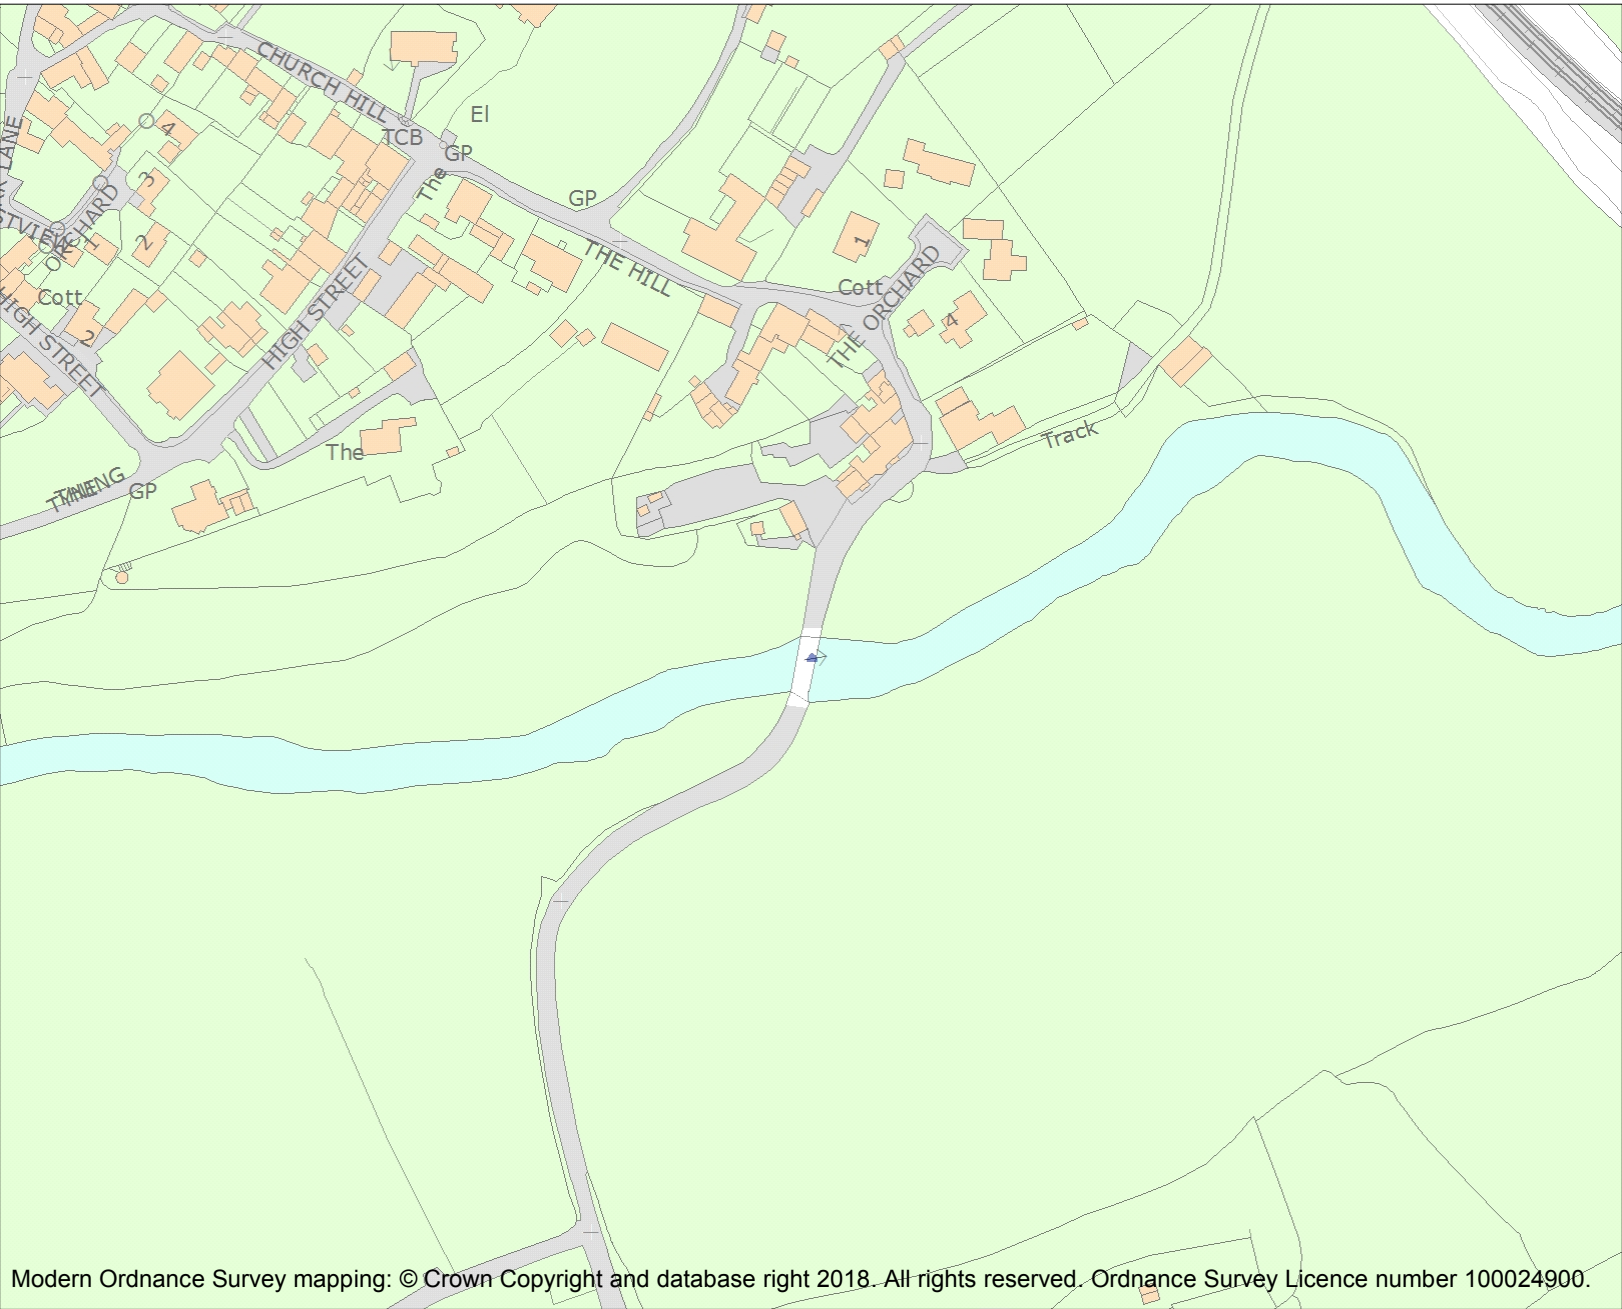 CHURCH HILL
El
TCB
GP
The
GP
LANE
4
3
ORCHARD
1
2
THE HILL
1
Cott
THE ORCHARD
4
Cott
2
HIGH STREET
HIGH STREET
The
Track
GP
Modern Ordnance Survey mapping: © Crown Copyright and database right 2018. All rights reserved. Ordnance Survey Licence number 100024900.